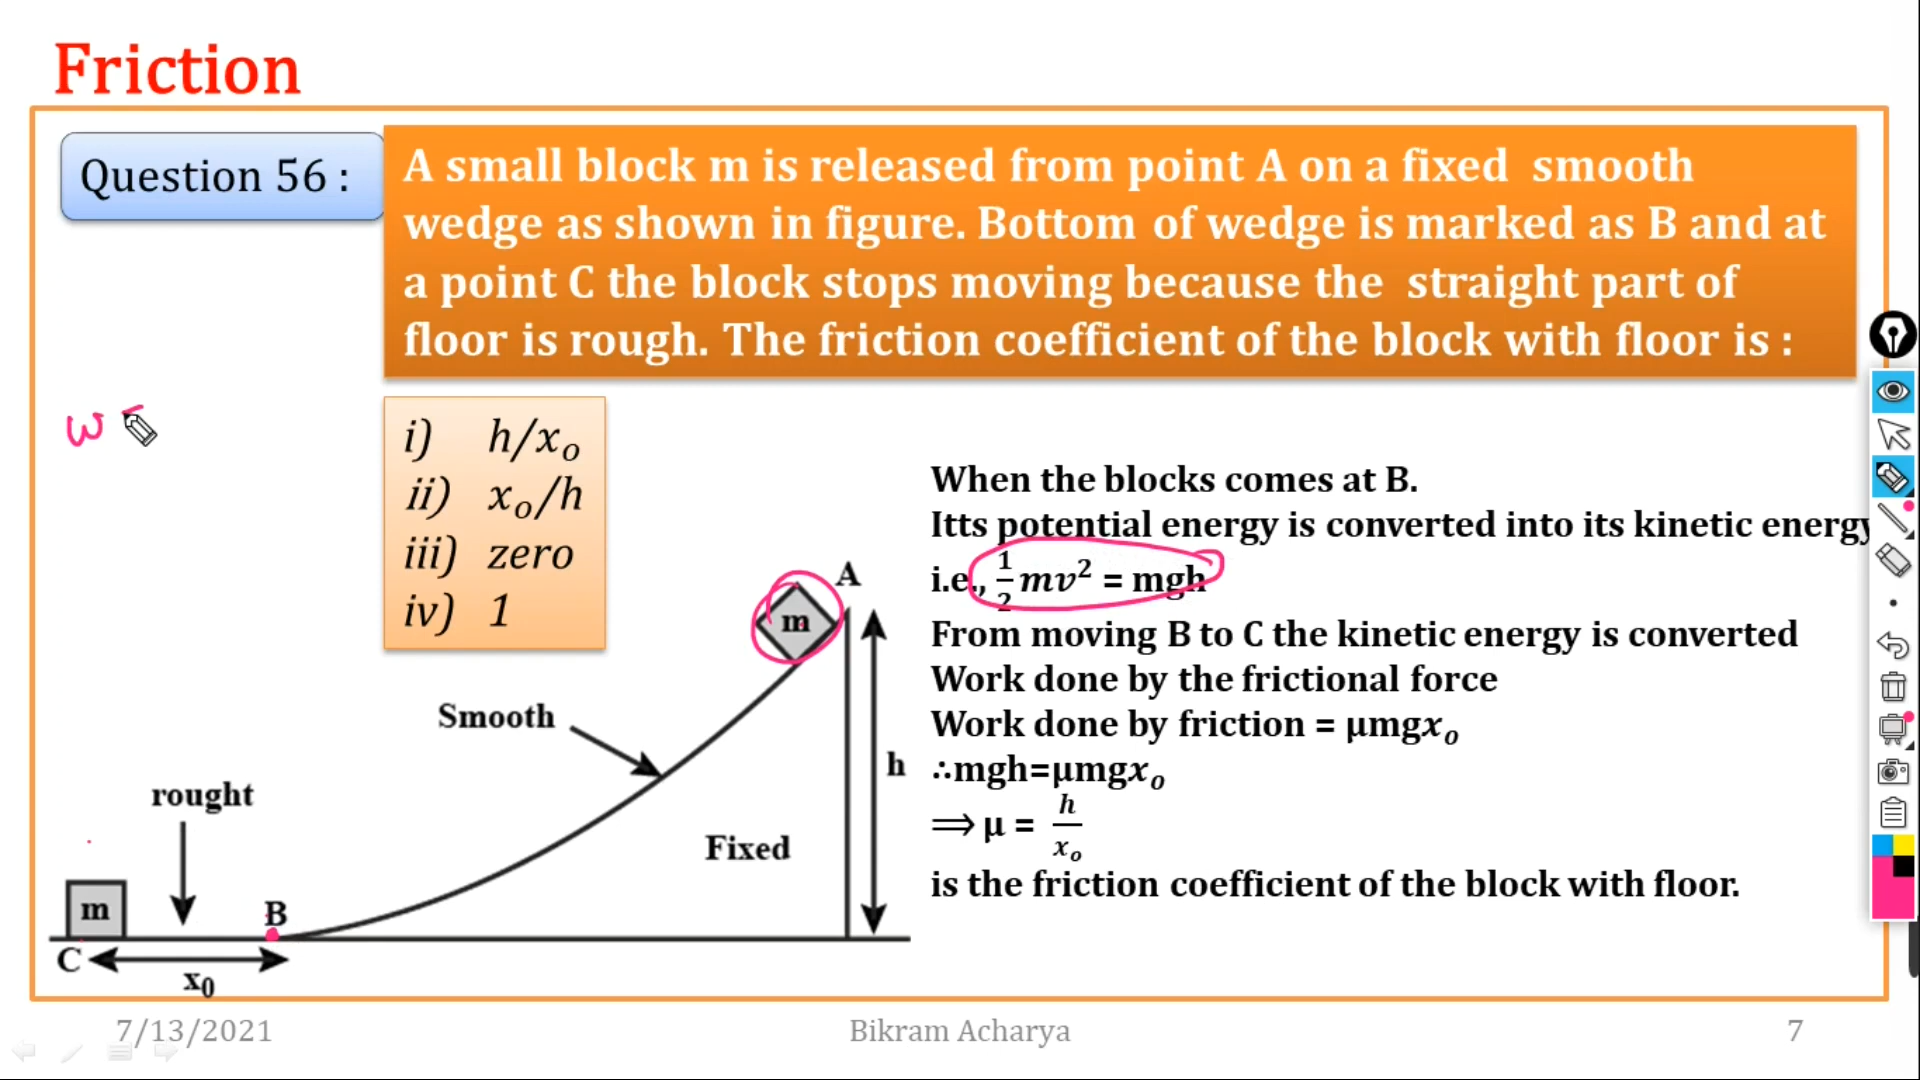 Friction
Question 56 :
A small block m is released from point A on a fixed smooth
wedge as shown in figure. Bottom of wedge is marked as B and at
a point C the block stops moving because the straight part of
floor is rough. The friction coefficient of the block with floor is :
ω
i) h/xₒ
ii) xₒ/h
iii) zero
iv) 1
When the blocks comes at B.
Itts potential energy is converted into its kinetic energy
i.e., ½mv² = mgh
From moving B to C the kinetic energy is converted
Work done by the frictional force
Work done by friction = μmgxₒ
∴mgh=μmgxₒ
⟹ μ = h/xₒ
is the friction coefficient of the block with floor.
A
m
Smooth
h
rought
Fixed
m
B
C
x₀
7/13/2021
Bikram Acharya
7